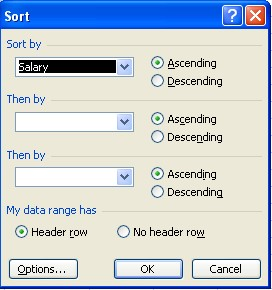 Sort
Sort by
Salary
Ascending
Descending
Then by
Ascending
Descending
Then by
Ascending
Descending
My data range has
Header row
No header row
Options...
OK
Cancel